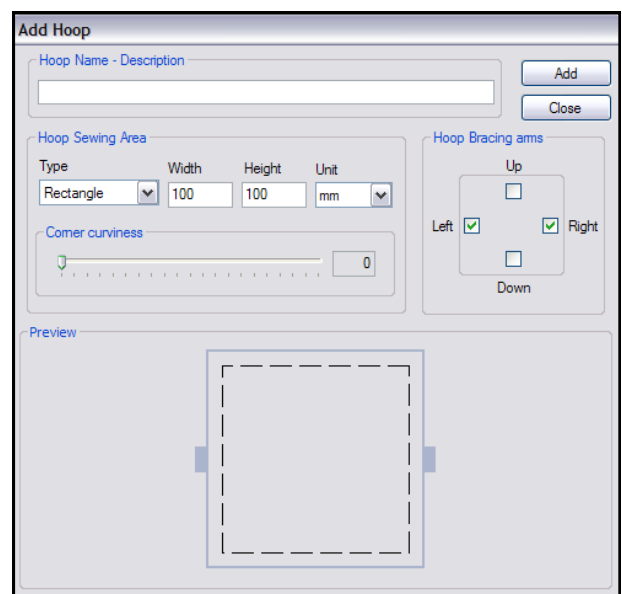 Add Hoop
Hoop Name - Description
Add
Close
Hoop Sewing Area
Type Width Height Unit
Rectangle 100 100 mm
Corner curviness
0
Hoop Bracing arms
Up
Left Right
Down
Preview